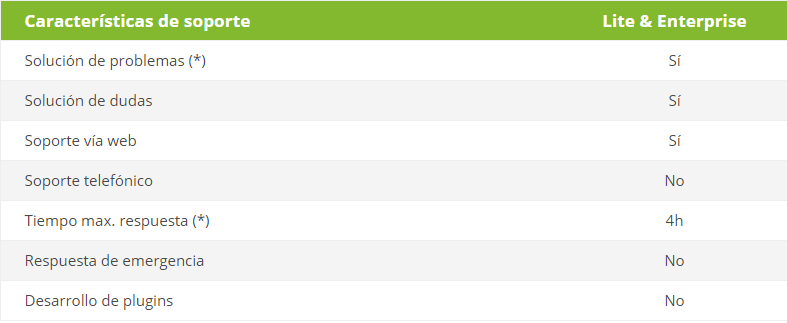 Características de soporte Lite & Enterprise
Solución de problemas (*) Sí
Solución de dudas Sí
Soporte vía web Sí
Soporte telefónico No
Tiempo max. respuesta (*) 4h
Respuesta de emergencia No
Desarrollo de plugins No